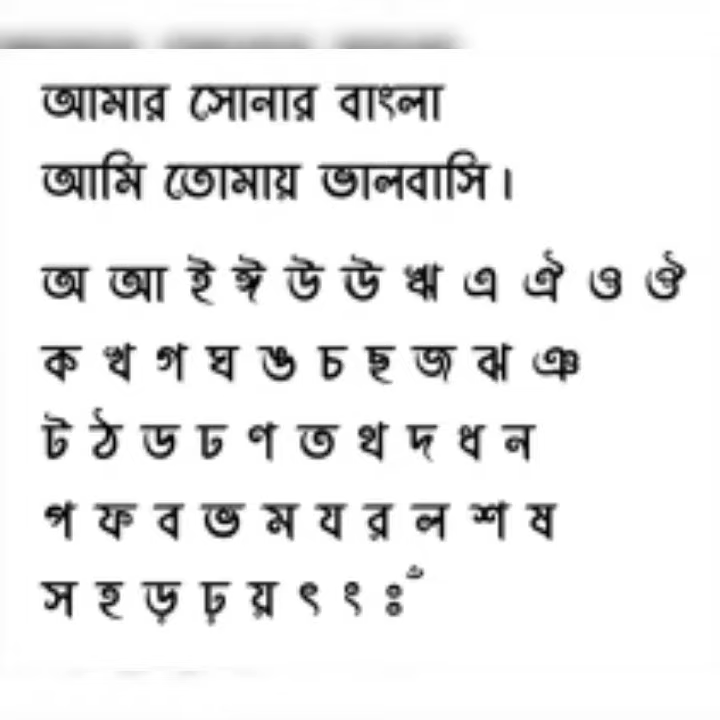 আমার সোনার বাংলা
আমি তোমায় ভালবাসি।
অ আ ই ঈ উ উ ঋ এ ঐ ও ঔ
ক খ গ ঘ ঙ চ ছ জ ঝ ঞ
ট ঠ ড ঢ ণ ত থ দ ধ ন
প ফ ব ভ ম য র ল শ ষ
স হ ড় ঢ় য় ৎ ং ঃ ঁ